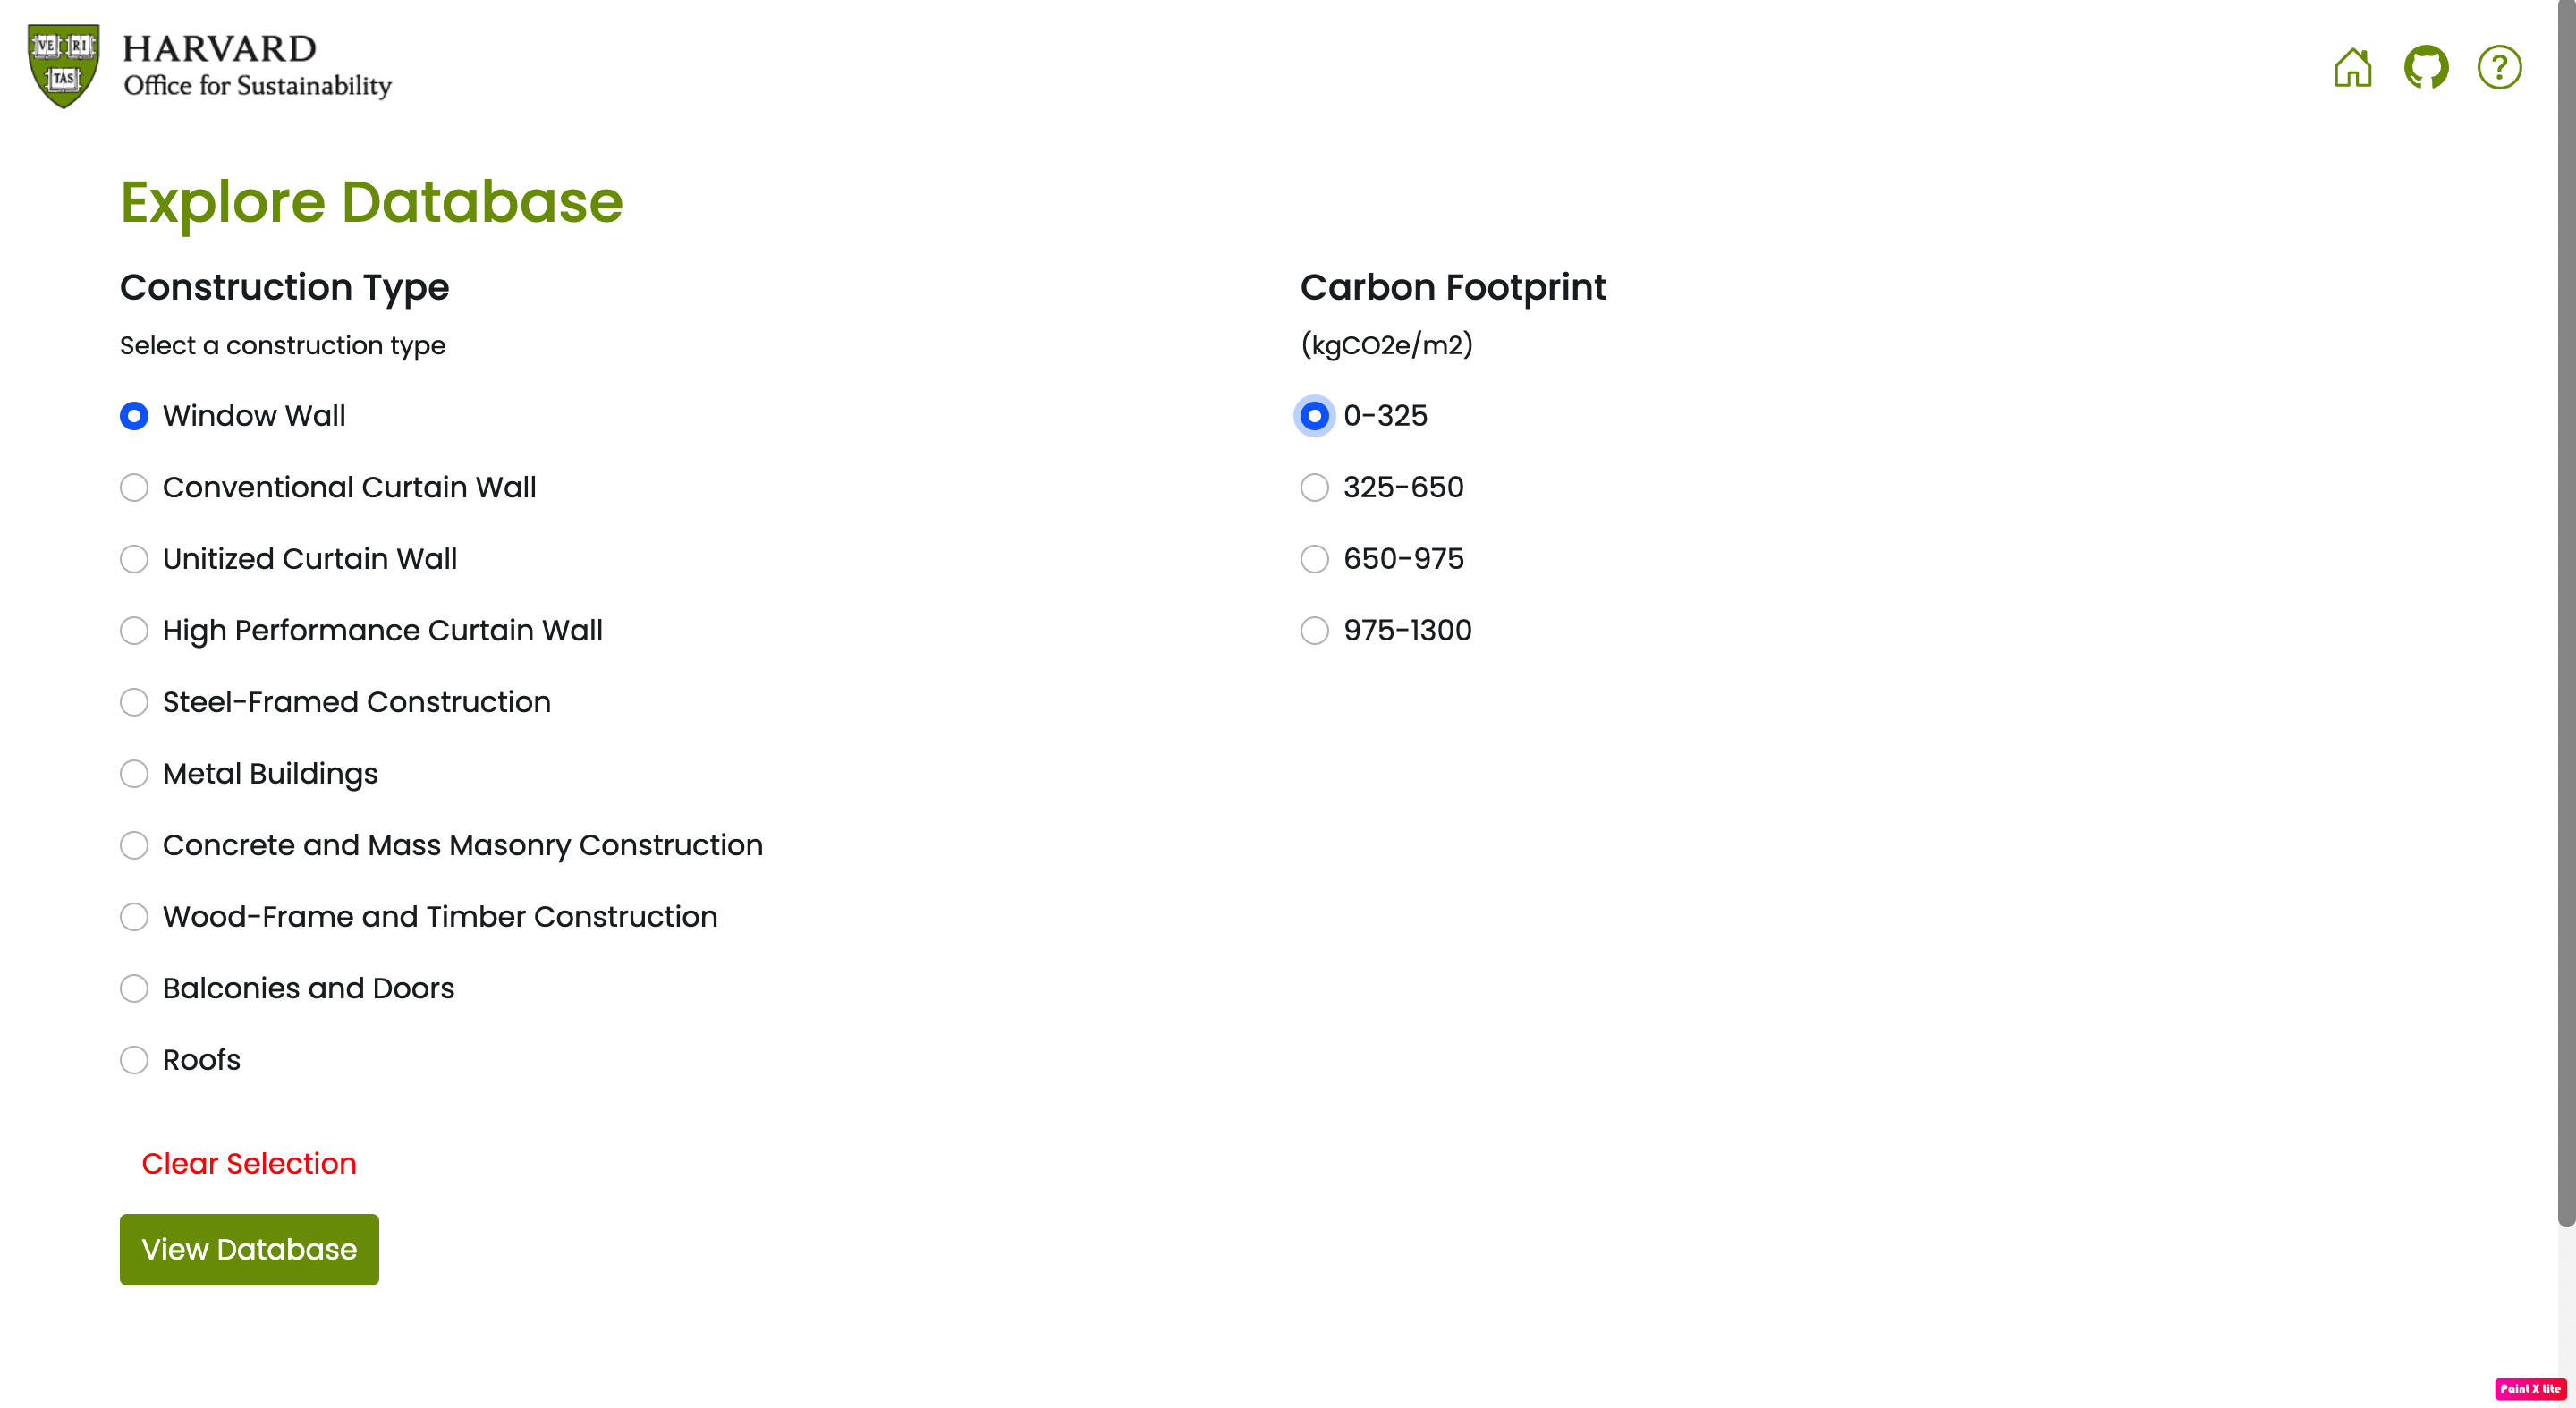 VE RI
TAS
HARVARD
Office for Sustainability
?
Explore Database
Construction Type
Select a construction type
Window Wall
Conventional Curtain Wall
Unitized Curtain Wall
High Performance Curtain Wall
Steel-Framed Construction
Metal Buildings
Concrete and Mass Masonry Construction
Wood-Frame and Timber Construction
Balconies and Doors
Roofs
Carbon Footprint
(kgCO2e/m2)
0-325
325-650
650-975
975-1300
Clear Selection
View Database
Paint X Lite